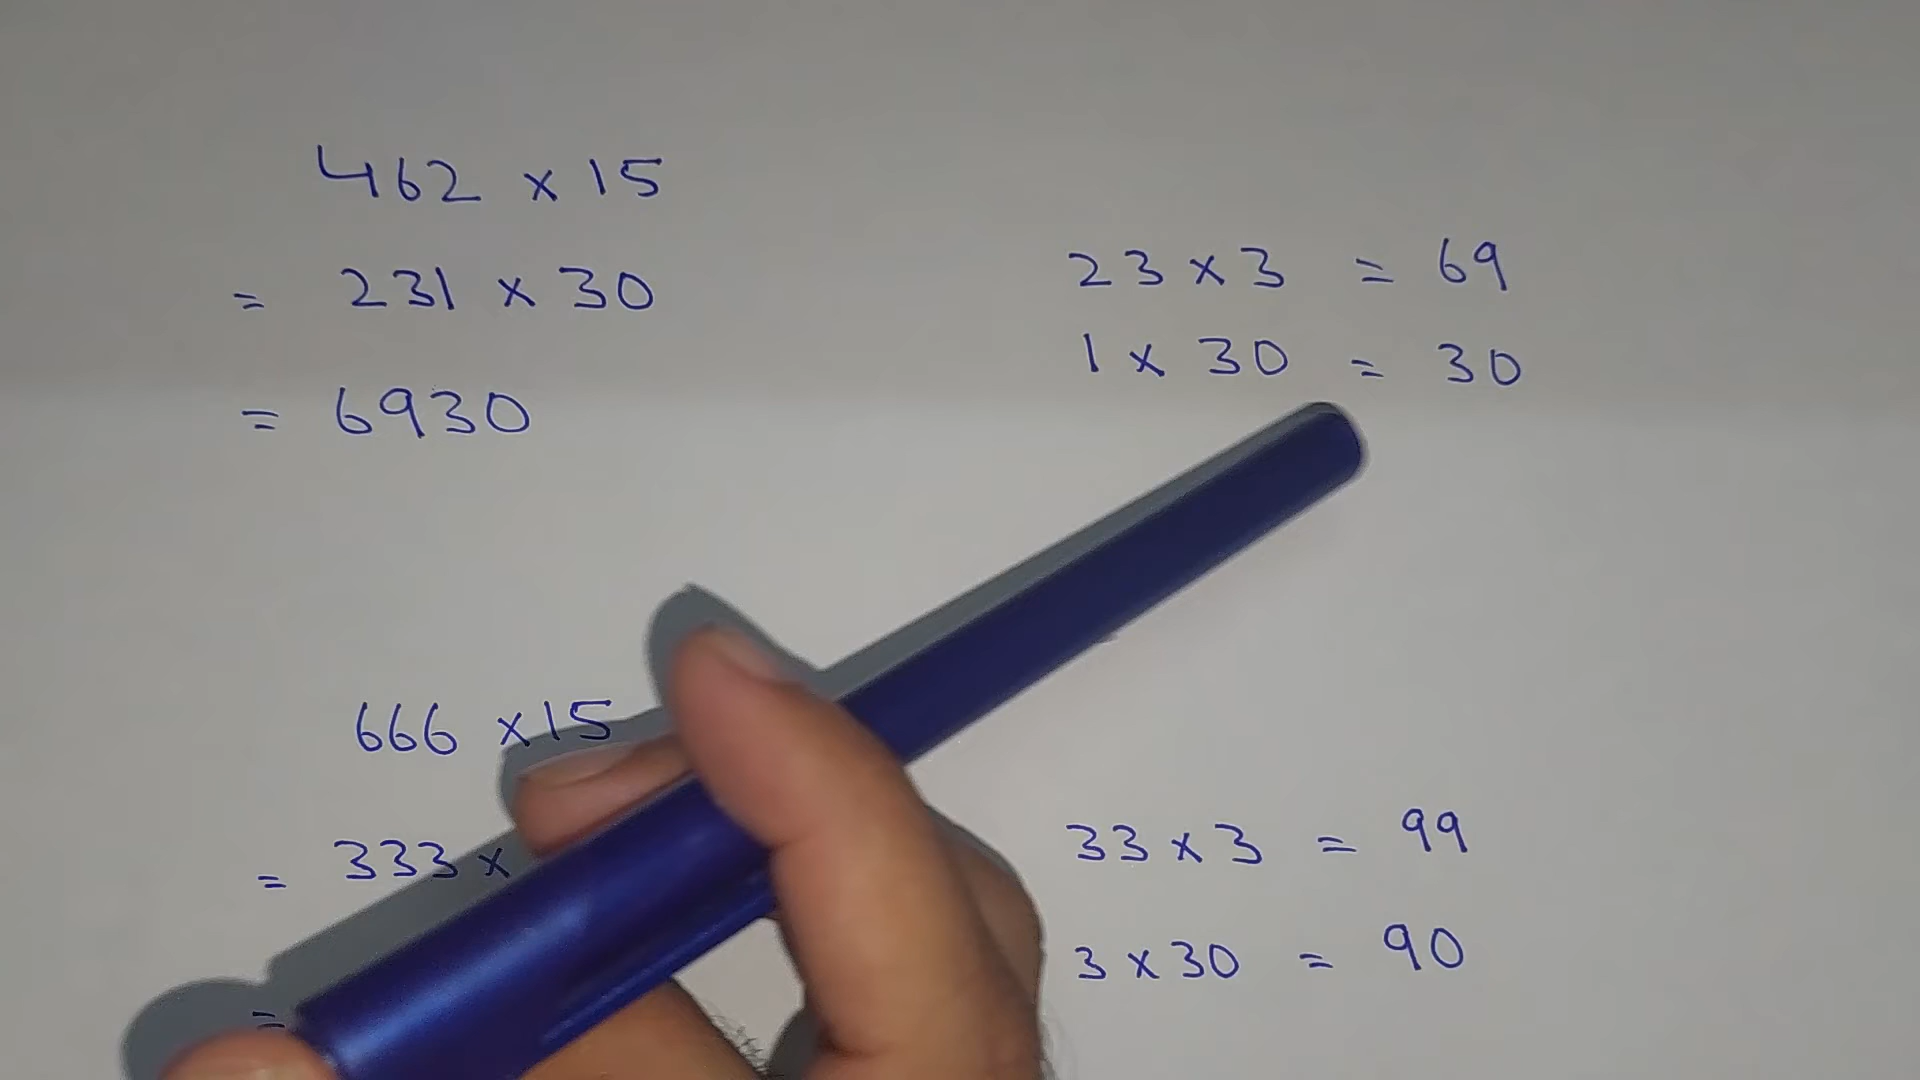 462 x 15
= 231 x 30
= 6930
23 x 3 = 69
1 x 30 = 30
666 x 15
= 333 x
=
33 x 3 = 99
3 x 30 = 90